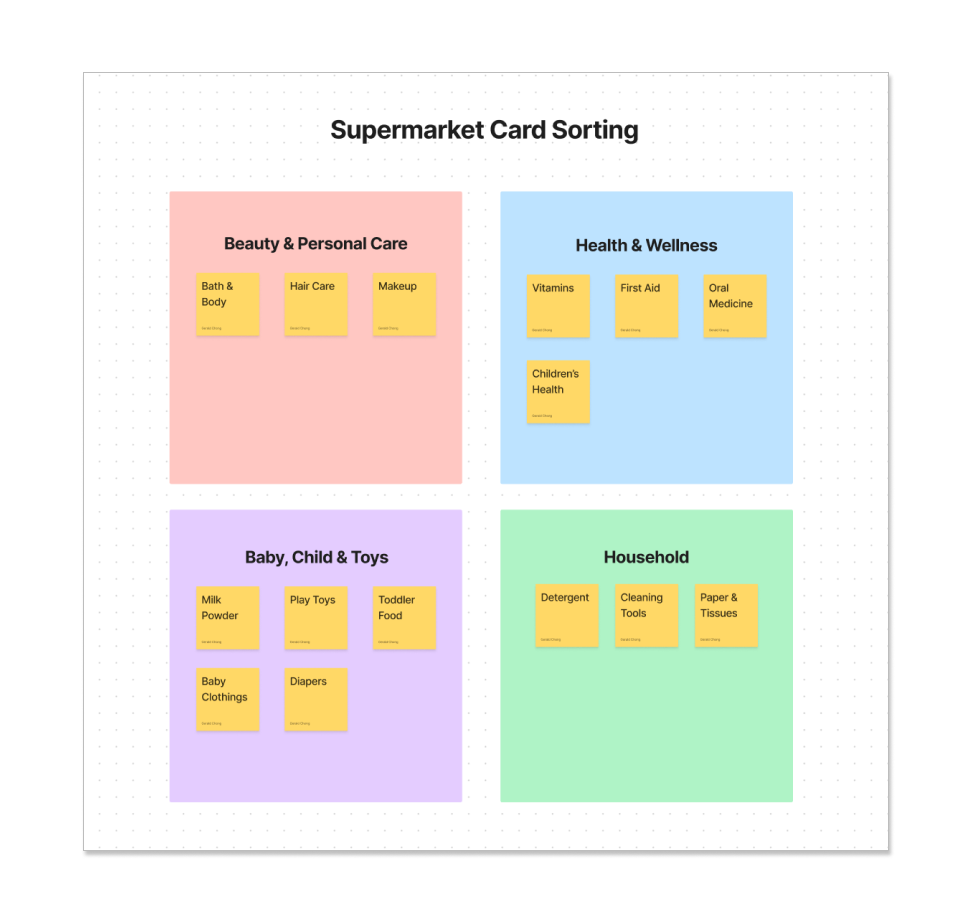 Supermarket Card Sorting
Beauty & Personal Care
Bath &
Body
Hair Care
Makeup
Health & Wellness
Vitamins
First Aid
Oral
Medicine
Children's
Health
Baby, Child & Toys
Milk
Powder
Play Toys
Toddler
Food
Baby
Clothings
Diapers
Household
Detergent
Cleaning
Tools
Paper &
Tissues